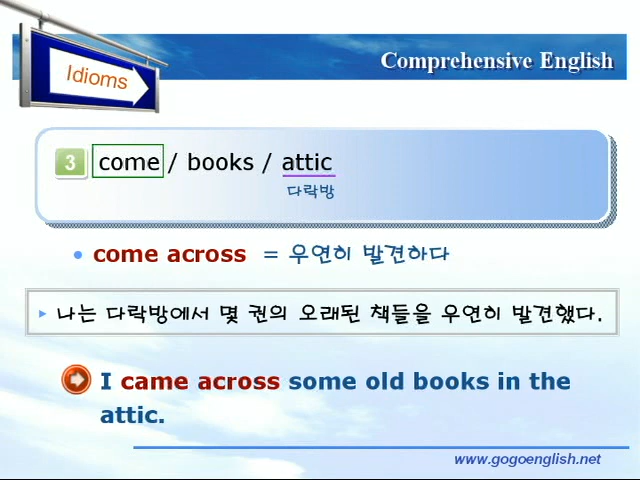 Idioms
Comprehensive English
3 come / books / attic
다락방
• come across = 우연히 발견하다
나는 다락방에서 몇 권의 오래된 책들을 우연히 발견했다.
I came across some old books in the
attic.
www.gogoenglish.net